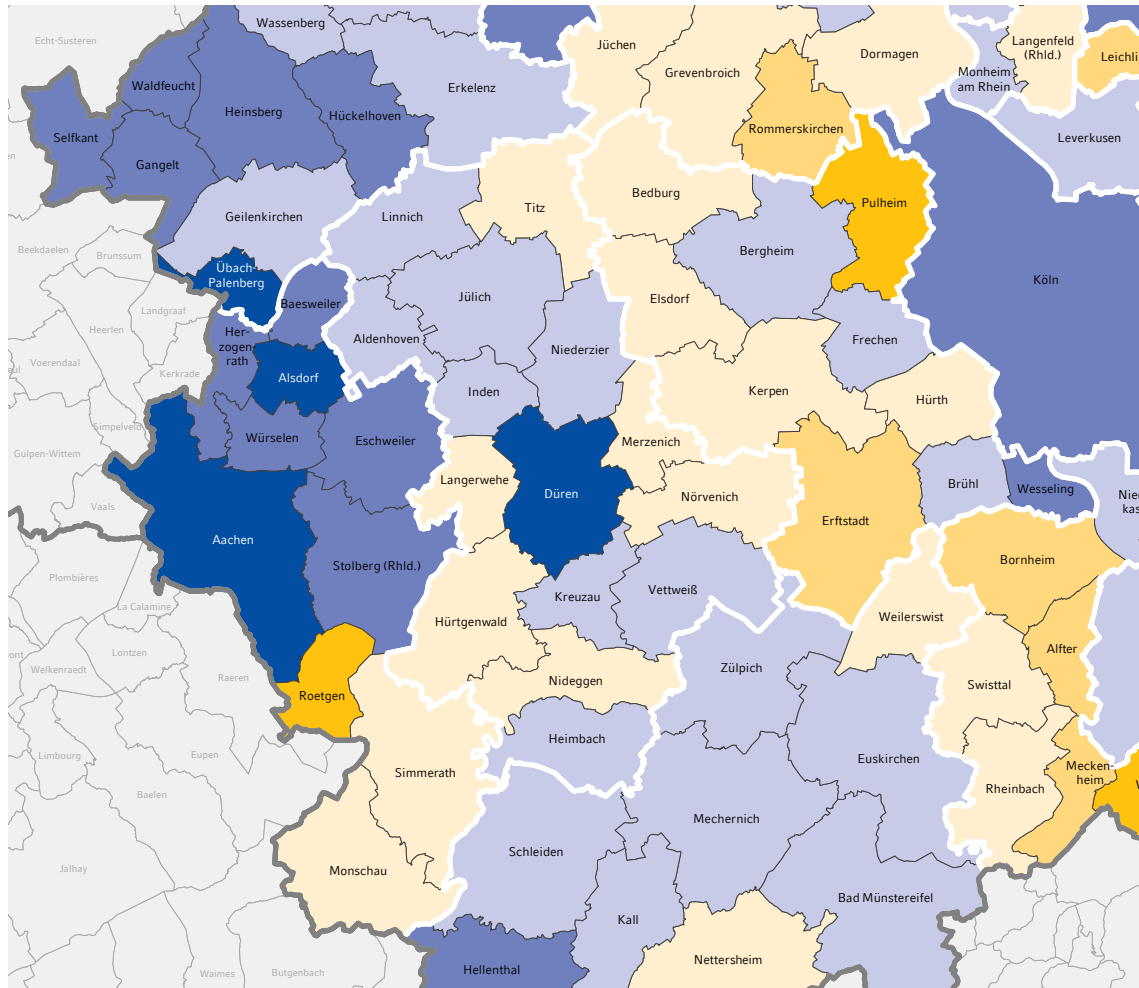 Echt-Susteren
Wassenberg
Jüchen
Grevenbroich
Dormagen
Langenfeld
(Rhld.)
Monheim
am Rhein
Waldfeucht
Heinsberg
Hückelhoven
Erkelenz
Rommerskirchen
Leverkusen
Selfkant
Gangelt
Geilenkirchen
Linnich
Titz
Bedburg
Pulheim
Bergheim
Köln
Beekdaelen
Brunssum
Übach-
Palenberg
Baesweiler
Jülich
Elsdorf
Landgraaf
Heerlen
Her-
zogen-
rath
Aldenhoven
Niederzier
Frechen
Voerendaal
Kerkrade
Alsdorf
Inden
Kerpen
Hürth
Simpelveld
Würselen
Eschweiler
Merzenich
Gulpen-Wittem
Langerwehe
Düren
Nörvenich
Brühl
Wesseling
Vaals
Erftstadt
Aachen
Stolberg (Rhld.)
Bornheim
Plombières
La Calamine
Kreuzau
Vettweiß
Weilerswist
Hürtgenwald
Alfter
Lontzen
Welkenraedt
Raeren
Roetgen
Nideggen
Zülpich
Swisttal
Limbourg
Eupen
Heimbach
Euskirchen
Simmerath
Rheinbach
Mecken-
heim
Baelen
Mechernich
Schleiden
Jalhay
Monschau
Kall
Bad Münstereifel
Nettersheim
Waimes
Butgenbach
Hellenthal